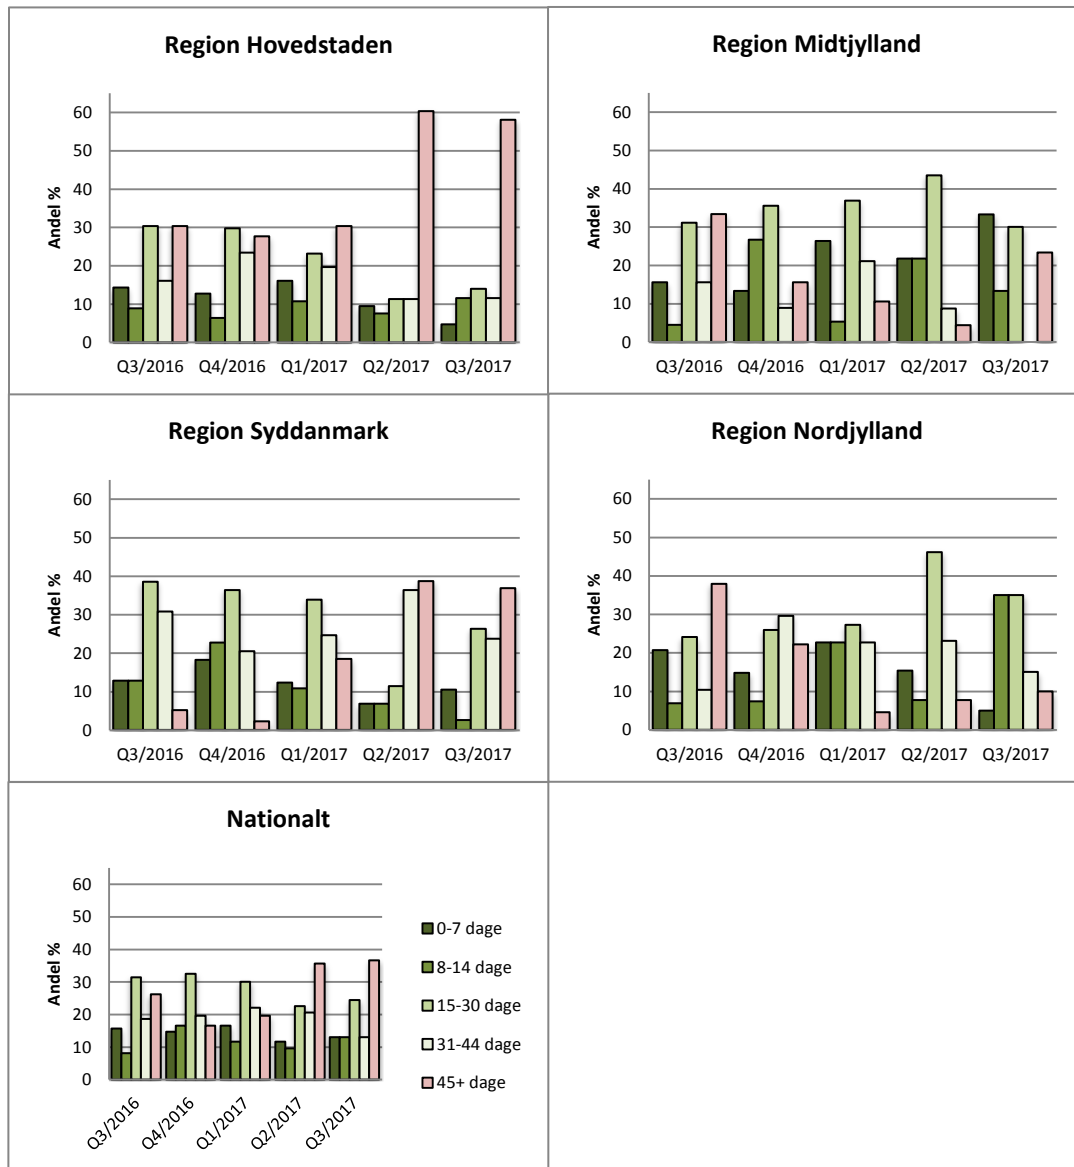 Region Hovedstaden
Andel %
60
50
40
30
20
10
0
Q3/2016 Q4/2016 Q1/2017 Q2/2017 Q3/2017
Region Midtjylland
Andel %
60
50
40
30
20
10
0
Q3/2016 Q4/2016 Q1/2017 Q2/2017 Q3/2017
Region Syddanmark
Andel %
60
50
40
30
20
10
0
Q3/2016 Q4/2016 Q1/2017 Q2/2017 Q3/2017
Region Nordjylland
Andel %
60
50
40
30
20
10
0
Q3/2016 Q4/2016 Q1/2017 Q2/2017 Q3/2017
Nationalt
Andel %
60
50
40
30
20
10
0
Q3/2016 Q4/2016 Q1/2017 Q2/2017 Q3/2017
0-7 dage
8-14 dage
15-30 dage
31-44 dage
45+ dage